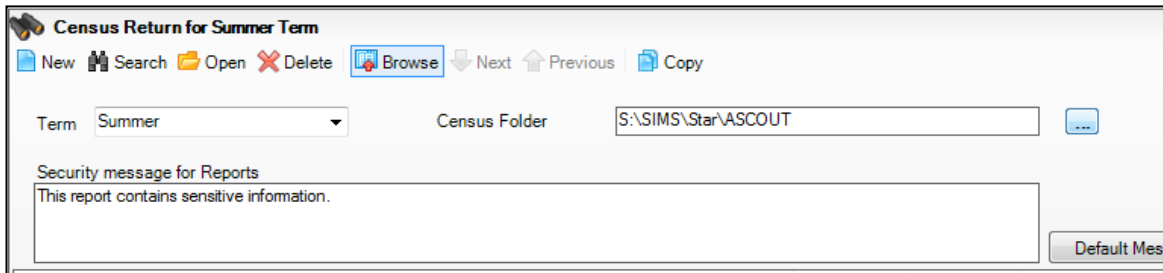 Census Return for Summer Term
New Search Open Delete Browse Next Previous Copy
Term Summer Census Folder S:\SIMS\Star\ASCOUT ...
Security message for Reports
This report contains sensitive information.
Default Mes